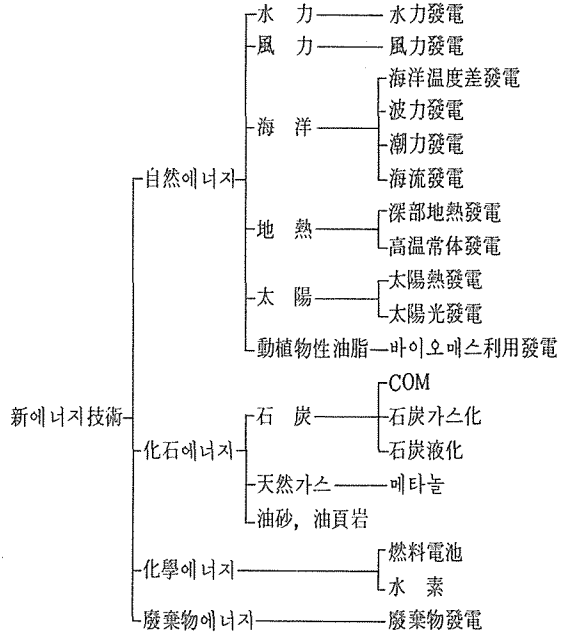 水 力 水力發電
風 力 風力發電
海洋溫度差發電
波力發電
海 洋
潮力發電
自然에너지 海流發電
深部地熱發電
地 熱
高温常体發電
太陽熱發電
太 陽
太陽光發電
動植物性油脂 바이오매스利用發電
COM
新에너지技術 石 炭 石炭가스化
化石에너지 石炭液化
天然가스 메타놀
油砂, 油頁岩
燃料電池
化學에너지
水 素
廢棄物에너지 廢棄物發電